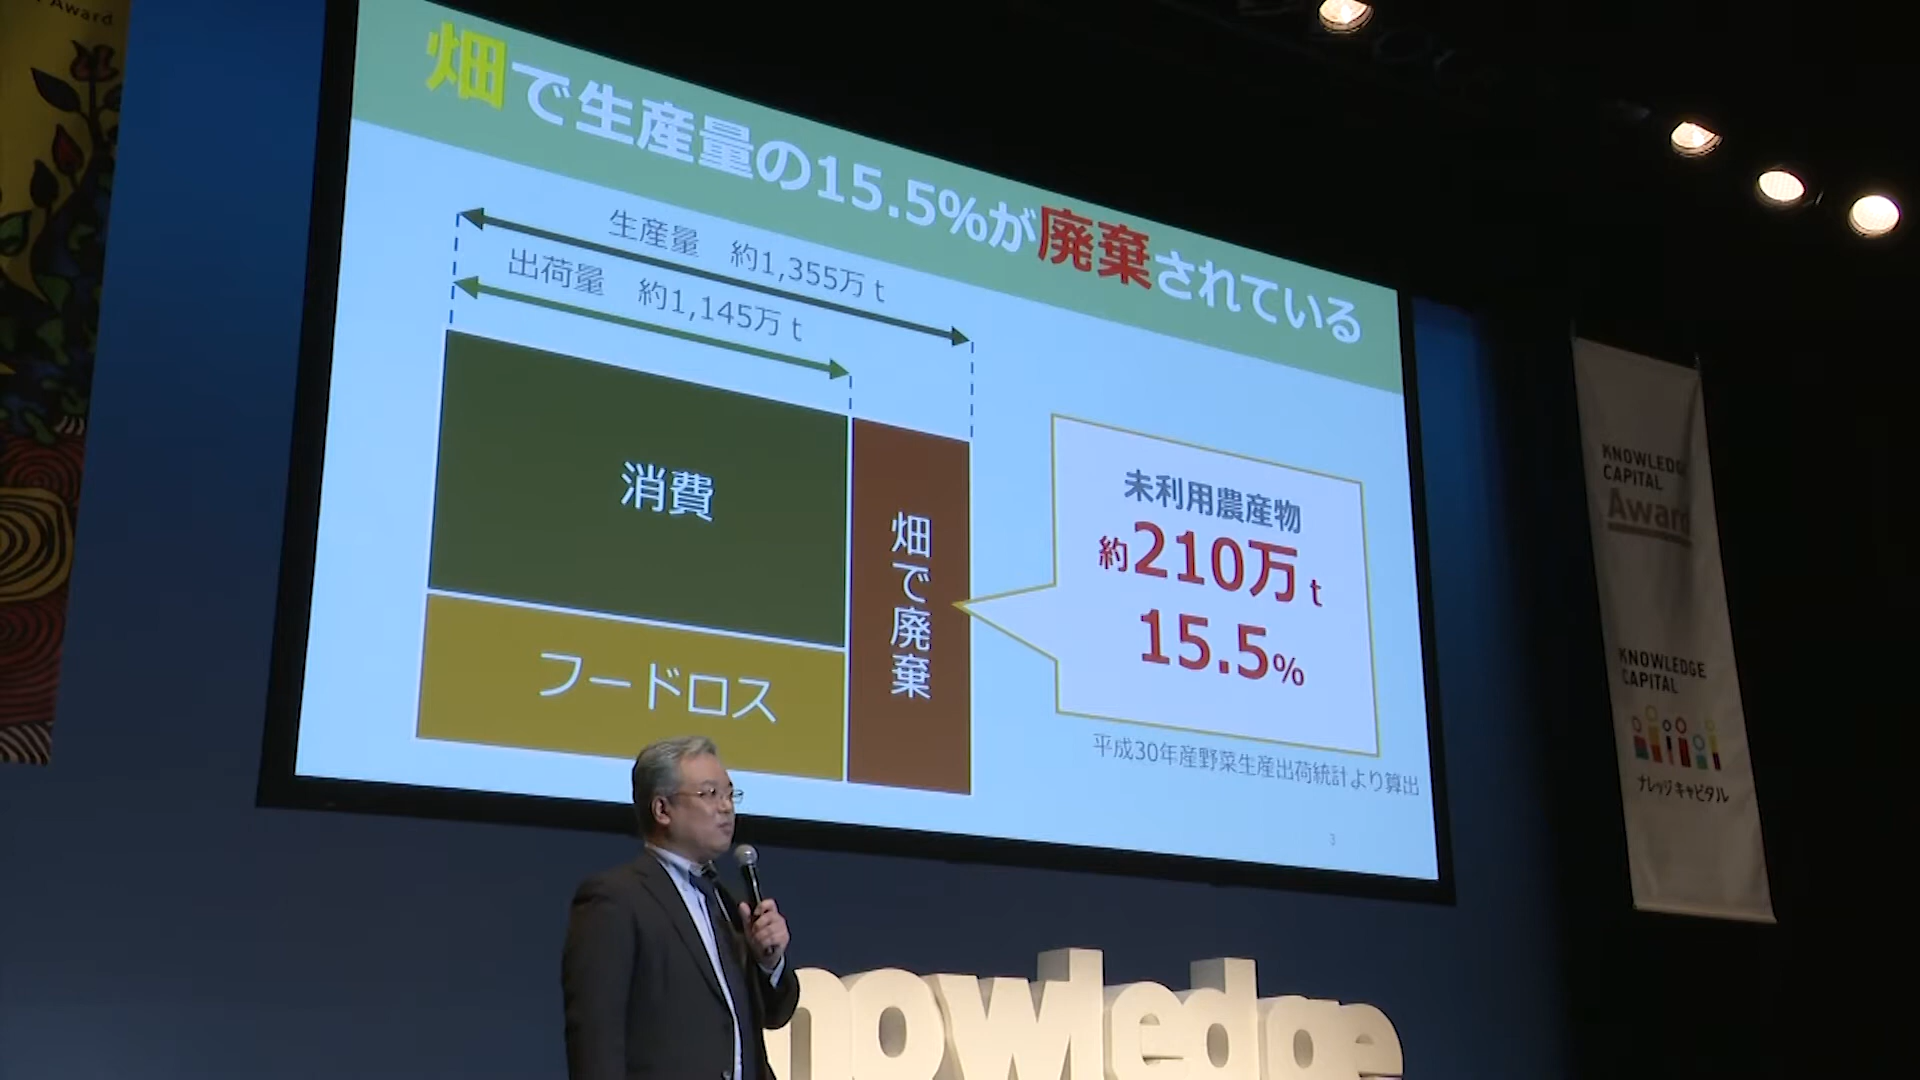 Award
畑で生産量の15.5%が廃棄されている
生産量 約1,355万 t
出荷量 約1,145万 t
消費
フードロス
畑で廃棄
未利用農産物
約210万 t
15.5%
平成30年産野菜生産出荷統計より算出
3
KNOWLEDGE
CAPITAL
Award
KNOWLEDGE
CAPITAL
ナレッジキャピタル
nowledge